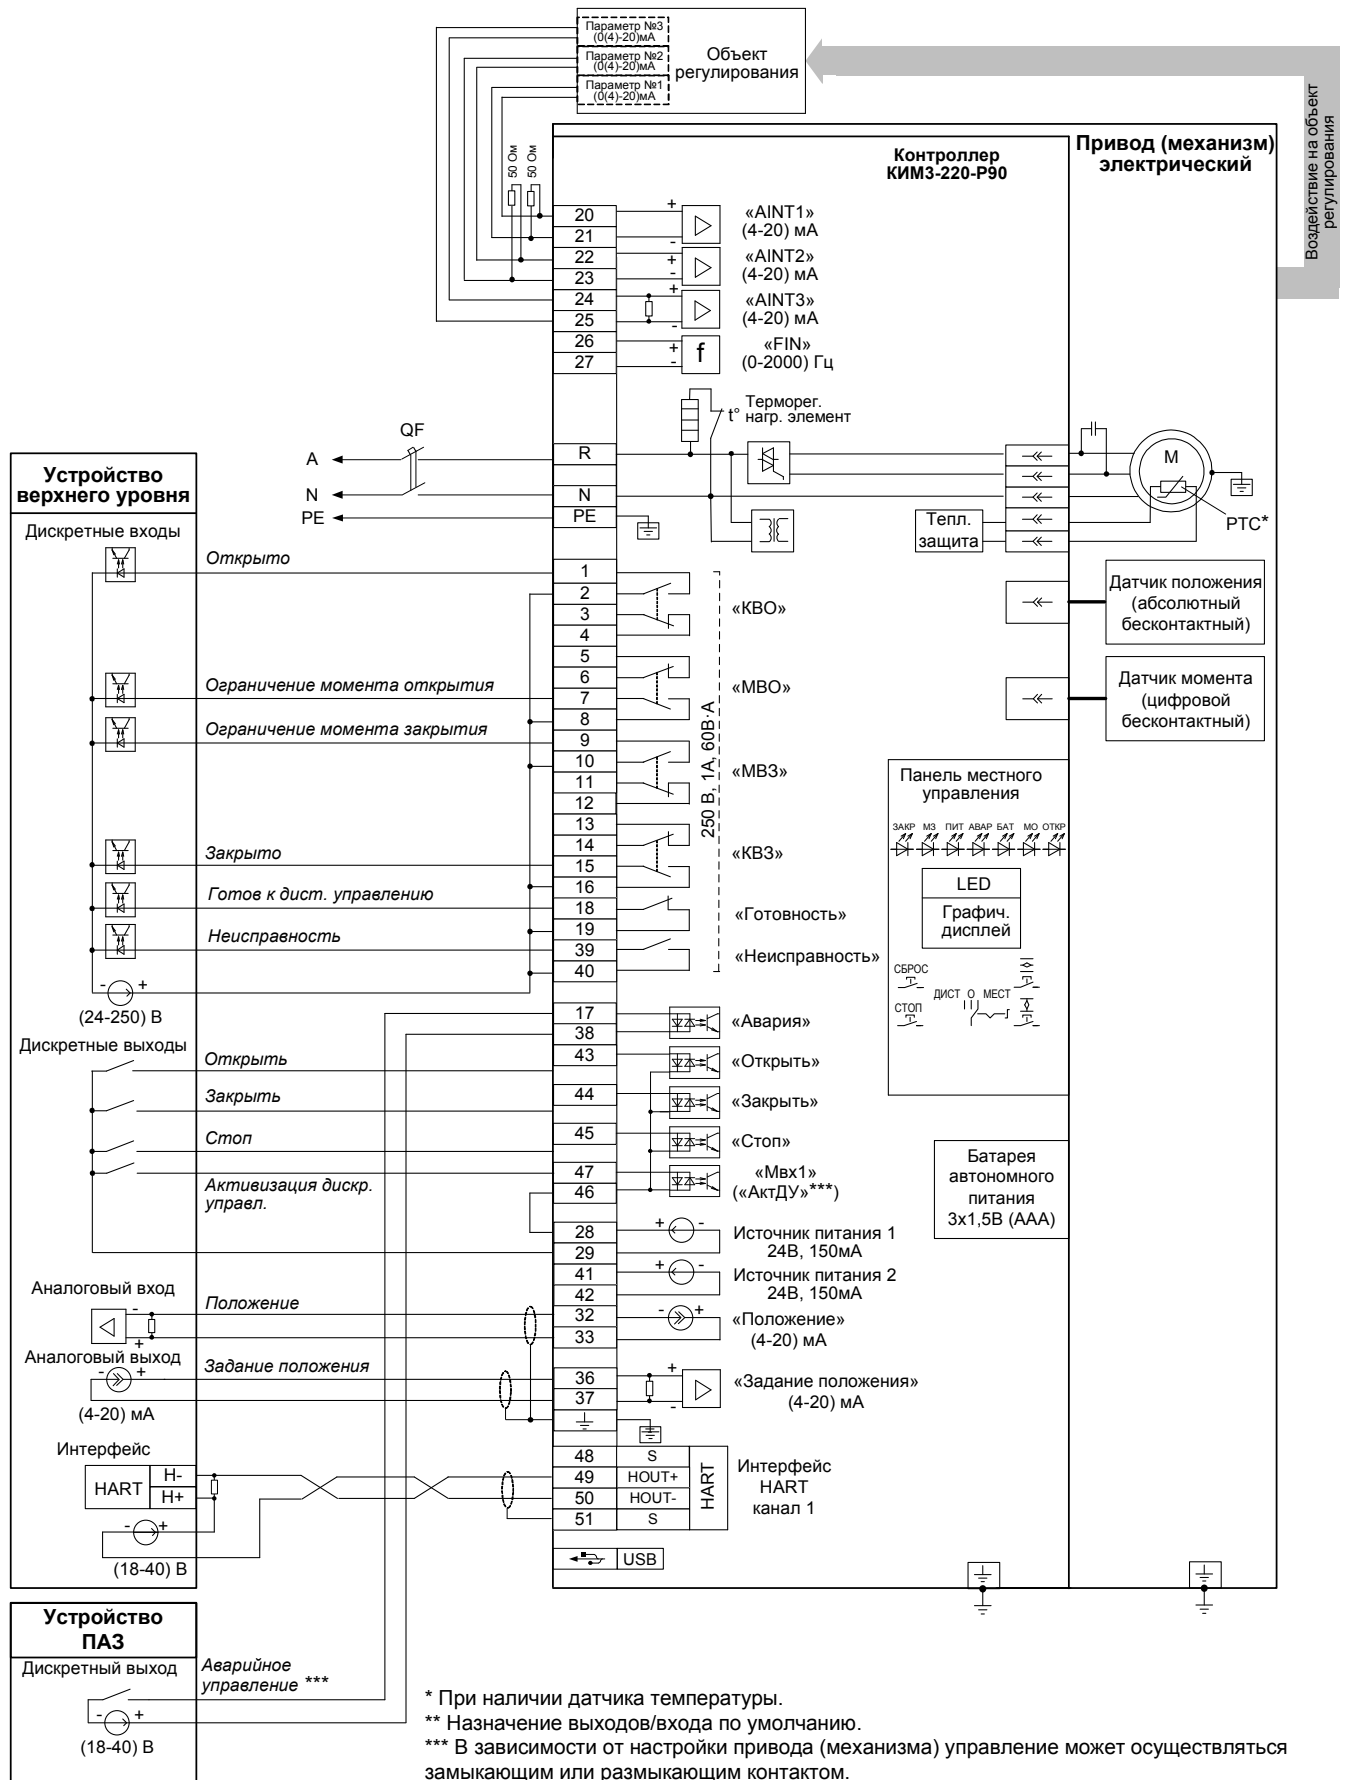 Параметр №3
(0(4)-20)мА
Параметр №2
(0(4)-20)мА
Параметр №1
(0(4)-20)мА
Объект
регулирования
Воздействие на объект
регулирования
Контроллер
КИМ3-220-Р90
Привод (механизм)
электрический
50 Ом
50 Ом
20
21
22
23
24
25
26
27
+
-
«AINT1»
(4-20) мА
+
-
«AINT2»
(4-20) мА
+
-
«AINT3»
(4-20) мА
+
-
f
«FIN»
(0-2000) Гц
t°
Терморег.
нагр. элемент
QF
A
N
PE
R
N
PE
M
PTC*
Тепл.
защита
Устройство
верхнего уровня
Дискретные входы
Открыто
Ограничение момента открытия
Ограничение момента закрытия
Закрыто
Готов к дист. управлению
Неисправность
- +
(24-250) В
1
2
3
4
5
6
7
8
9
10
11
12
13
14
15
16
18
19
39
40
«КВО»
«МВО»
«МВЗ»
«КВЗ»
«Готовность»
«Неисправность»
250 В, 1А, 60В·А
Датчик положения
(абсолютный
бесконтактный)
Датчик момента
(цифровой
бесконтактный)
Панель местного
управления
ЗАКР МЗ ПИТ АВАР БАТ МО ОТКР
LED
Графич.
дисплей
СБРОС
СТОП
ДИСТ О МЕСТ
Дискретные выходы
Открыть
Закрыть
Стоп
Активизация дискр.
управл.
17
38
43
44
45
47
46
28
29
41
42
32
33
36
37
«Авария»
«Открыть»
«Закрыть»
«Стоп»
«Мвх1»
(«АктДУ»***)
+ -
Источник питания 1
24В, 150мА
+ -
Источник питания 2
24В, 150мА
- +
«Положение»
(4-20) мА
+
-
«Задание положения»
(4-20) мА
Батарея
автономного
питания
3х1,5В (ААА)
Аналоговый вход
-
+
Положение
Аналоговый выход
- +
Задание положения
(4-20) мА
Интерфейс
HART
H-
H+
- +
(18-40) В
48
49
50
51
S
HOUT+
HOUT-
S
HART
Интерфейс
HART
канал 1
USB
Устройство
ПАЗ
Дискретный выход
- +
(18-40) В
Аварийное
управление ***
* При наличии датчика температуры.
** Назначение выходов/входа по умолчанию.
*** В зависимости от настройки привода (механизма) управление может осуществляться
замыкающим или размыкающим контактом.